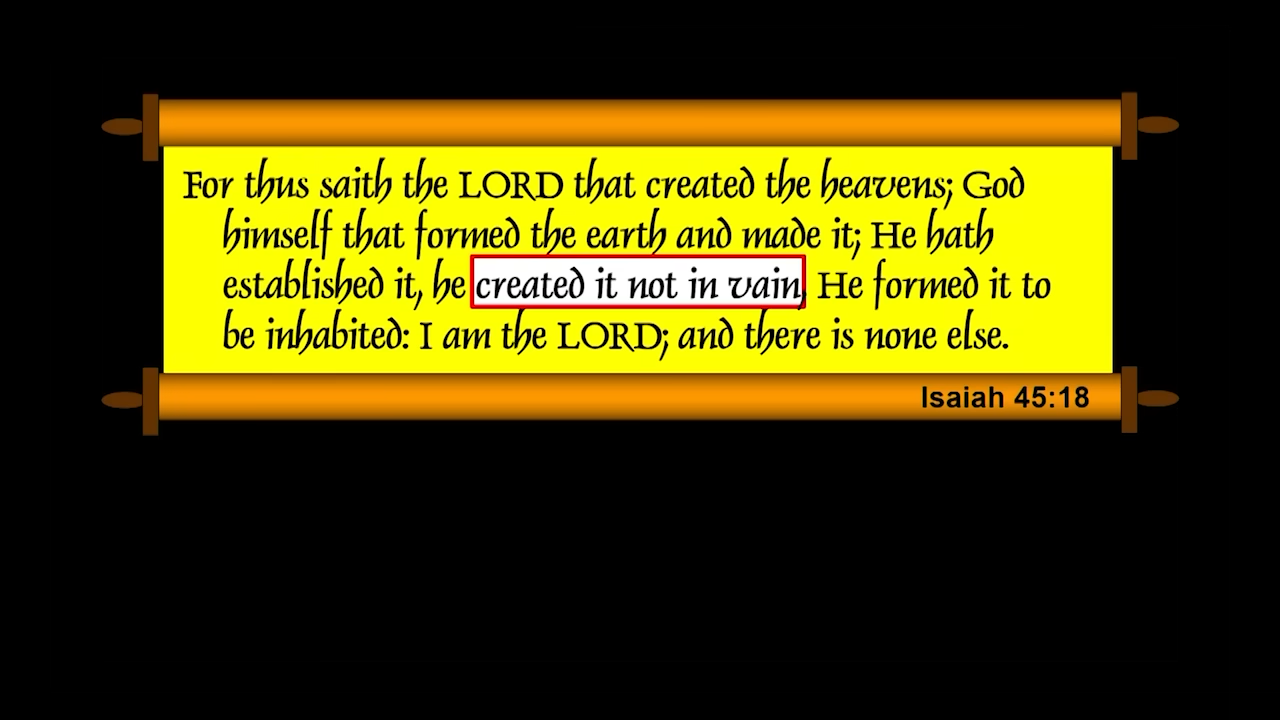 For thus saith the LORD that created the heavens; God
himself that formed the earth and made it; He hath
established it, he created it not in vain, He formed it to
be inhabited: I am the LORD; and there is none else.
Isaiah 45:18